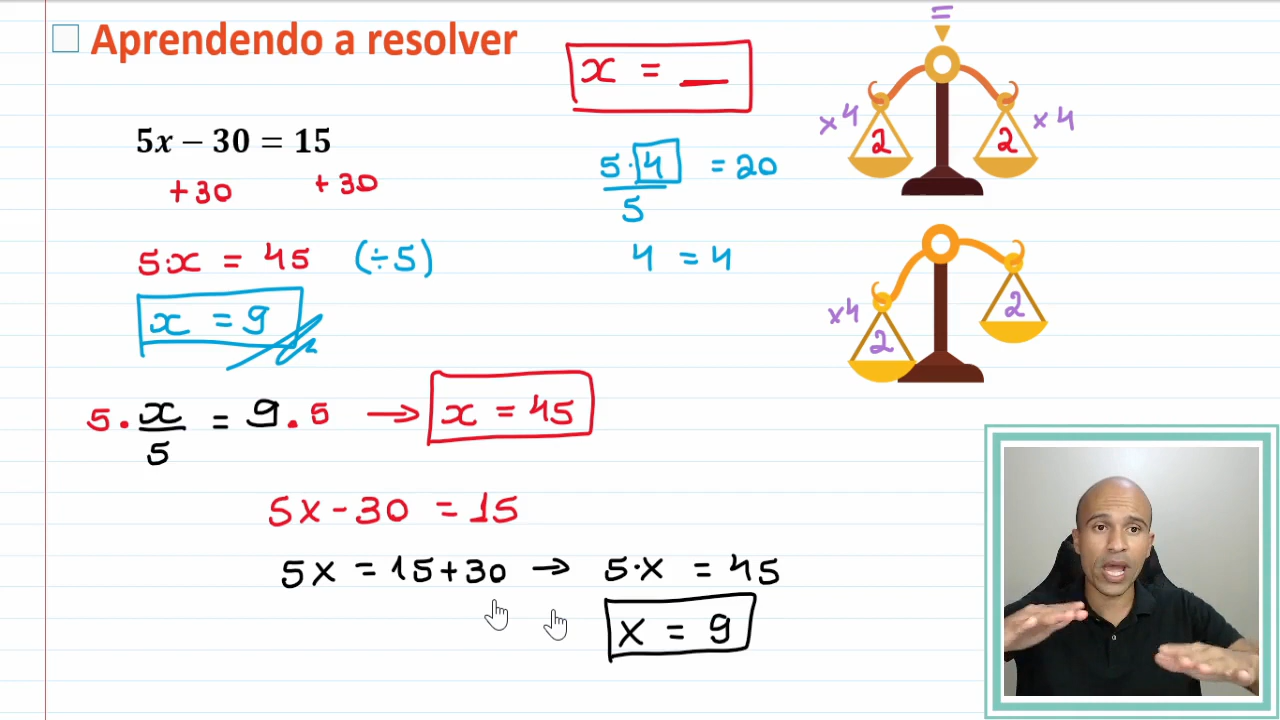 Aprendendo a resolver
x = __
5x − 30 = 15
+30 +30
5·x = 45 (÷5)
x = 9
5·4 = 20
5
4 = 4
=
x4 2 2 x4
x4 2 2
5 · x/5 = 9 . 5 → x = 45
5x - 30 = 15
5x = 15+30 → 5·x = 45
x = 9